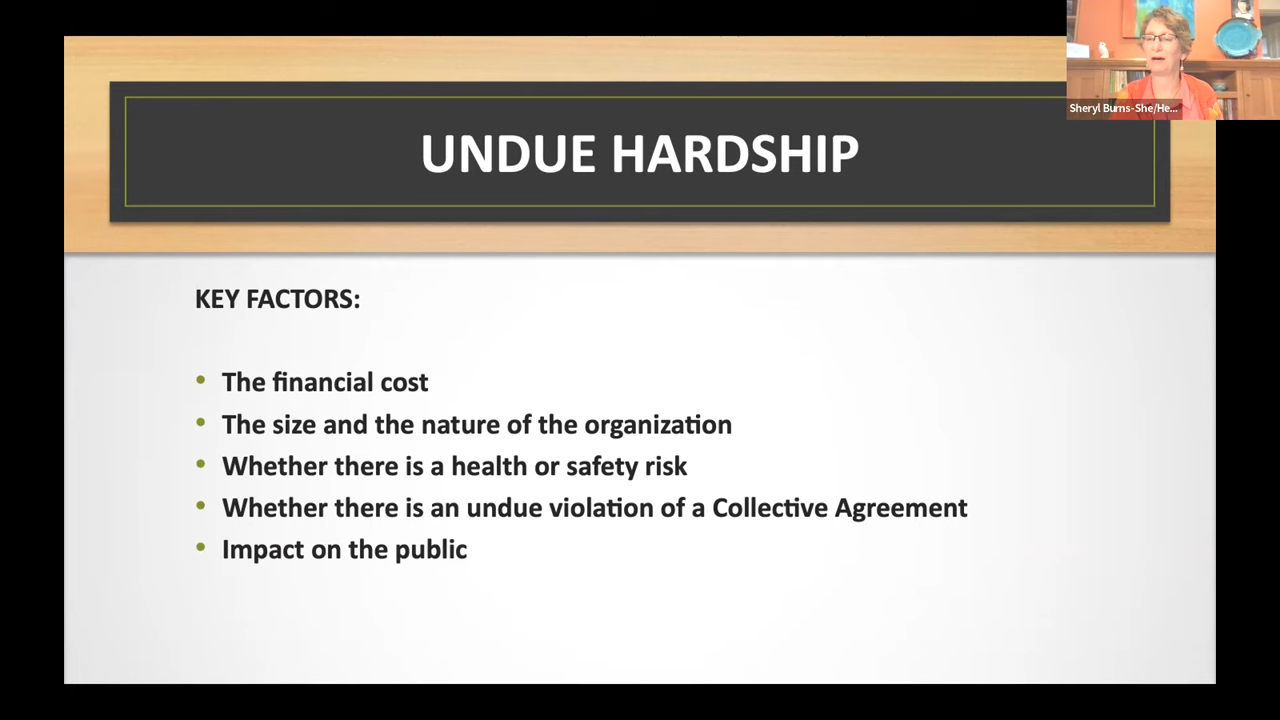 Sheryl Burns-She/He...
UNDUE HARDSHIP
KEY FACTORS:
• The financial cost
• The size and the nature of the organization
• Whether there is a health or safety risk
• Whether there is an undue violation of a Collective Agreement
• Impact on the public